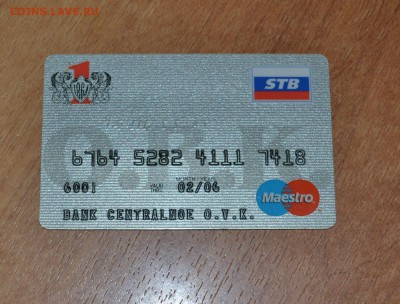 COINS.LAVE.RU
STB
6764 5282 4111 7418
6001 02/06
Maestro
BANK CENTRALNOE O.V.K.
O.V.K.